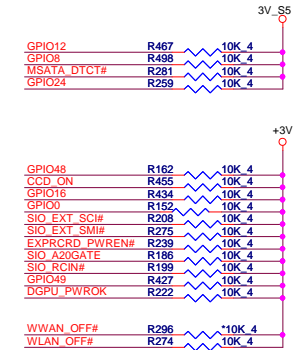 3V_S5
GPIO12 R467 10K_4
GPIO8 R498 10K_4
MSATA_DTCT# R281 10K_4
GPIO24 R259 10K_4
+3V
GPIO48 R162 10K_4
CCD_ON R455 10K_4
GPIO16 R434 10K_4
GPIO0 R152 10K_4
SIO_EXT_SCI# R208 10K_4
SIO_EXT_SMI# R275 10K_4
EXPRCRD_PWREN# R239 10K_4
SIO_A20GATE R186 10K_4
SIO_RCIN# R199 10K_4
GPIO49 R427 10K_4
DGPU_PWROK R222 10K_4
WWAN_OFF# R296 *10K_4
WLAN_OFF# R274 10K_4